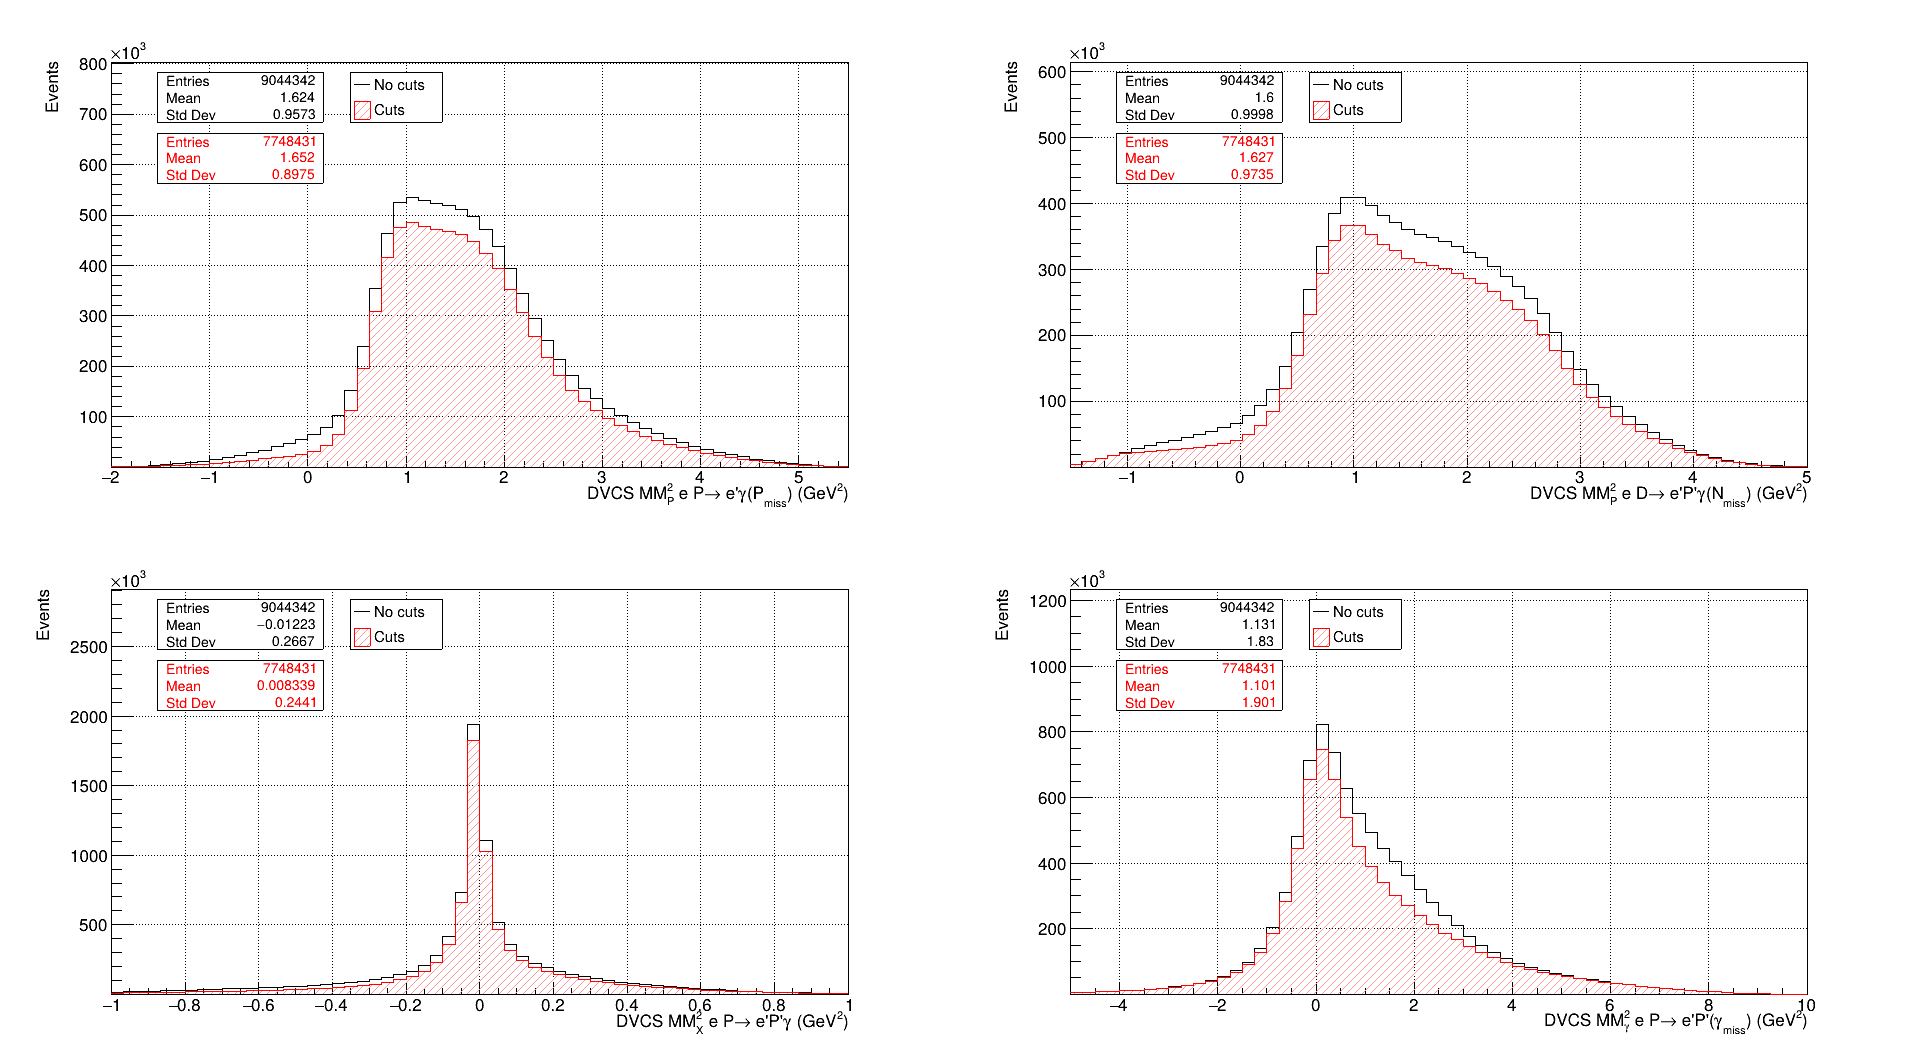 ×10³
Events
800
700
600
500
400
300
200
100
Entries 9044342
Mean 1.624
Std Dev 0.9573
Entries 7748431
Mean 1.652
Std Dev 0.8975
No cuts
Cuts
−2 −1 0 1 2 3 4 5
DVCS MM²_P e P→ e'γ(P_miss) (GeV²)
×10³
Events
600
500
400
300
200
100
Entries 9044342
Mean 1.6
Std Dev 0.9998
Entries 7748431
Mean 1.627
Std Dev 0.9735
No cuts
Cuts
−1 0 1 2 3 4 5
DVCS MM²_P e D→ e'P'γ(N_miss) (GeV²)
×10³
Events
2500
2000
1500
1000
500
Entries 9044342
Mean −0.01223
Std Dev 0.2667
Entries 7748431
Mean 0.008339
Std Dev 0.2441
No cuts
Cuts
−1 −0.8 −0.6 −0.4 −0.2 0 0.2 0.4 0.6 0.8 1
DVCS MM²_X e P→ e'P'γ (GeV²)
×10³
Events
1200
1000
800
600
400
200
Entries 9044342
Mean 1.131
Std Dev 1.83
Entries 7748431
Mean 1.101
Std Dev 1.901
No cuts
Cuts
−4 −2 0 2 4 6 8 10
DVCS MM²_γ e P→ e'P'(γ_miss) (GeV²)